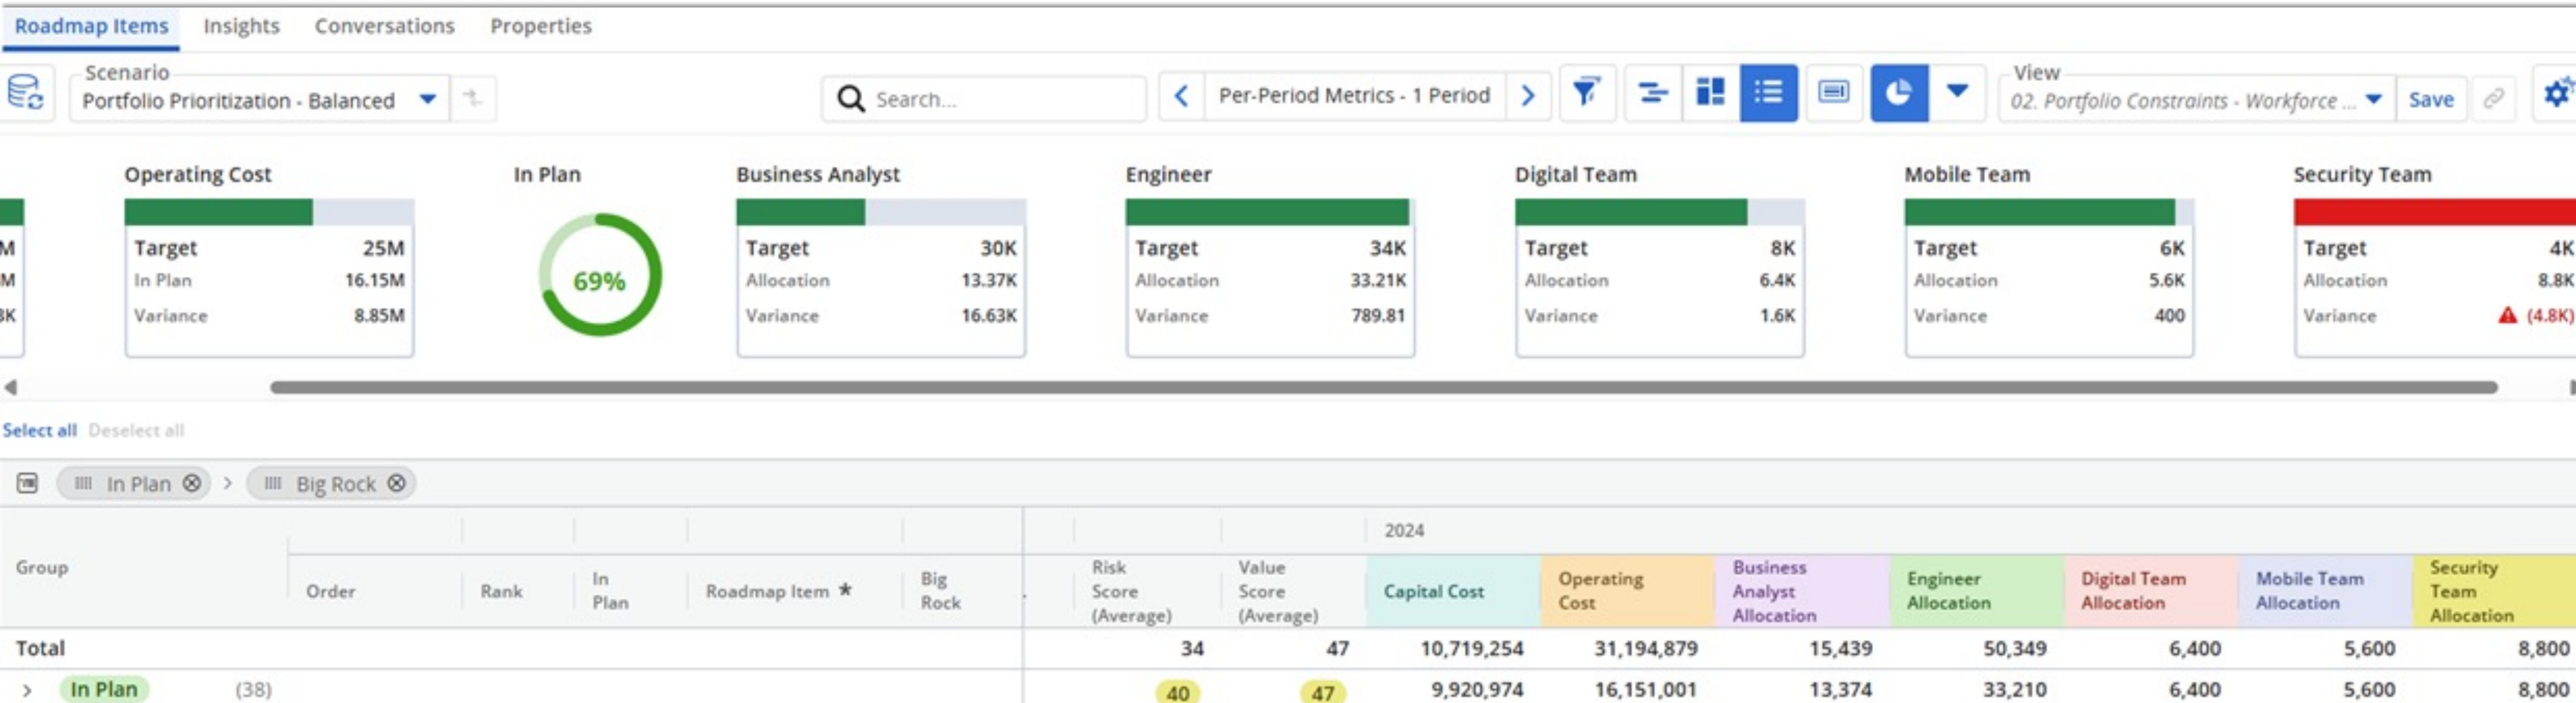 Roadmap Items Insights Conversations Properties
Scenario
Portfolio Prioritization - Balanced
Search...
Per-Period Metrics - 1 Period
View
02. Portfolio Constraints - Workforce ...
Save
Operating Cost In Plan Business Analyst Engineer Digital Team Mobile Team Security Team
M Target 25M Target 30K Target 34K Target 8K Target 6K Target 4K
M In Plan 16.15M 69% Allocation 13.37K Allocation 33.21K Allocation 6.4K Allocation 5.6K Allocation 8.8K
3K Variance 8.85M Variance 16.63K Variance 789.81 Variance 1.6K Variance 400 Variance (4.8K)
Select all Deselect all
In Plan > Big Rock
2024
Group
Order
Rank
In
Plan
Roadmap Item *
Big
Rock
Risk
Score
(Average)
Value
Score
(Average)
Capital Cost
Operating
Cost
Business
Analyst
Allocation
Engineer
Allocation
Digital Team
Allocation
Mobile Team
Allocation
Security
Team
Allocation
Total 34 47 10,719,254 31,194,879 15,439 50,349 6,400 5,600 8,800
In Plan (38) 40 47 9,920,974 16,151,001 13,374 33,210 6,400 5,600 8,800